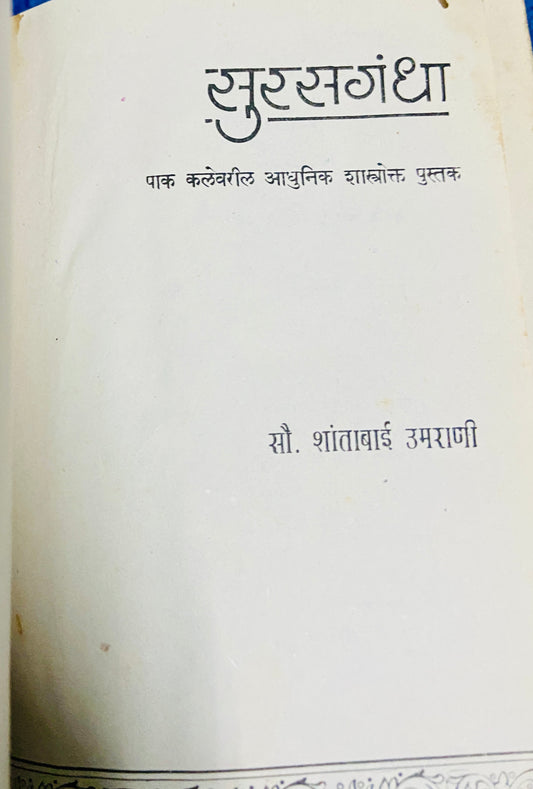 सुरसगंधा
पाक कलेवरील आधुनिक शास्त्रोक्त पुस्तक
सौ. शांताबाई उमराणी